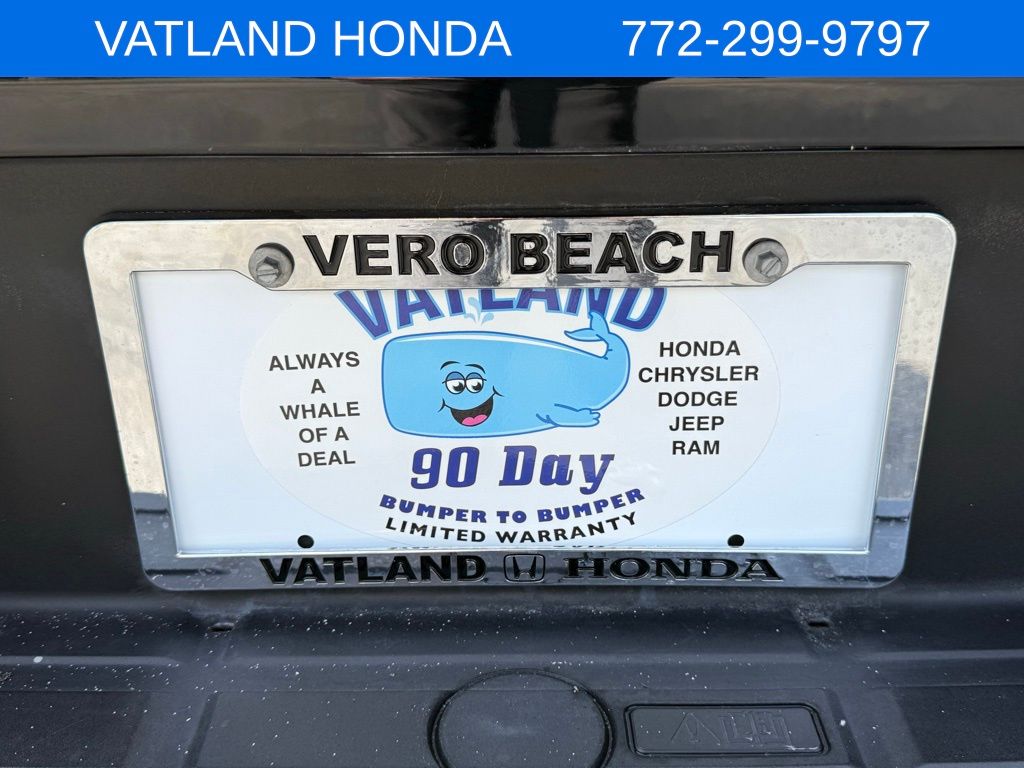 VATLAND HONDA 772-299-9797
VERO BEACH
VATLAND
ALWAYS
A
WHALE
OF A
DEAL
HONDA
CHRYSLER
DODGE
JEEP
RAM
90 Day
BUMPER TO BUMPER
LIMITED WARRANTY
VATLAND HONDA